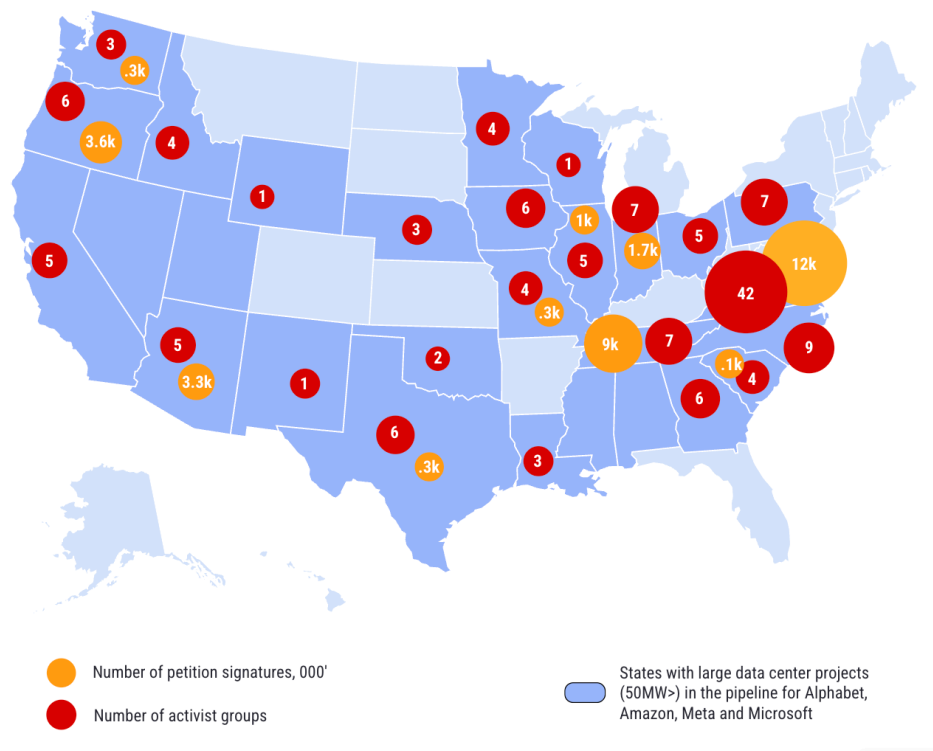 3
.3k
6
3.6k
4
4
1
1
6
3
7
7
1k
5
1.7k
5
5
12k
42
4
.3k
9k
7
9
5
3.3k
1
2
.1k
4
6
6
.3k
3
Number of petition signatures, 000'
Number of activist groups
States with large data center projects
(50MW>) in the pipeline for Alphabet,
Amazon, Meta and Microsoft